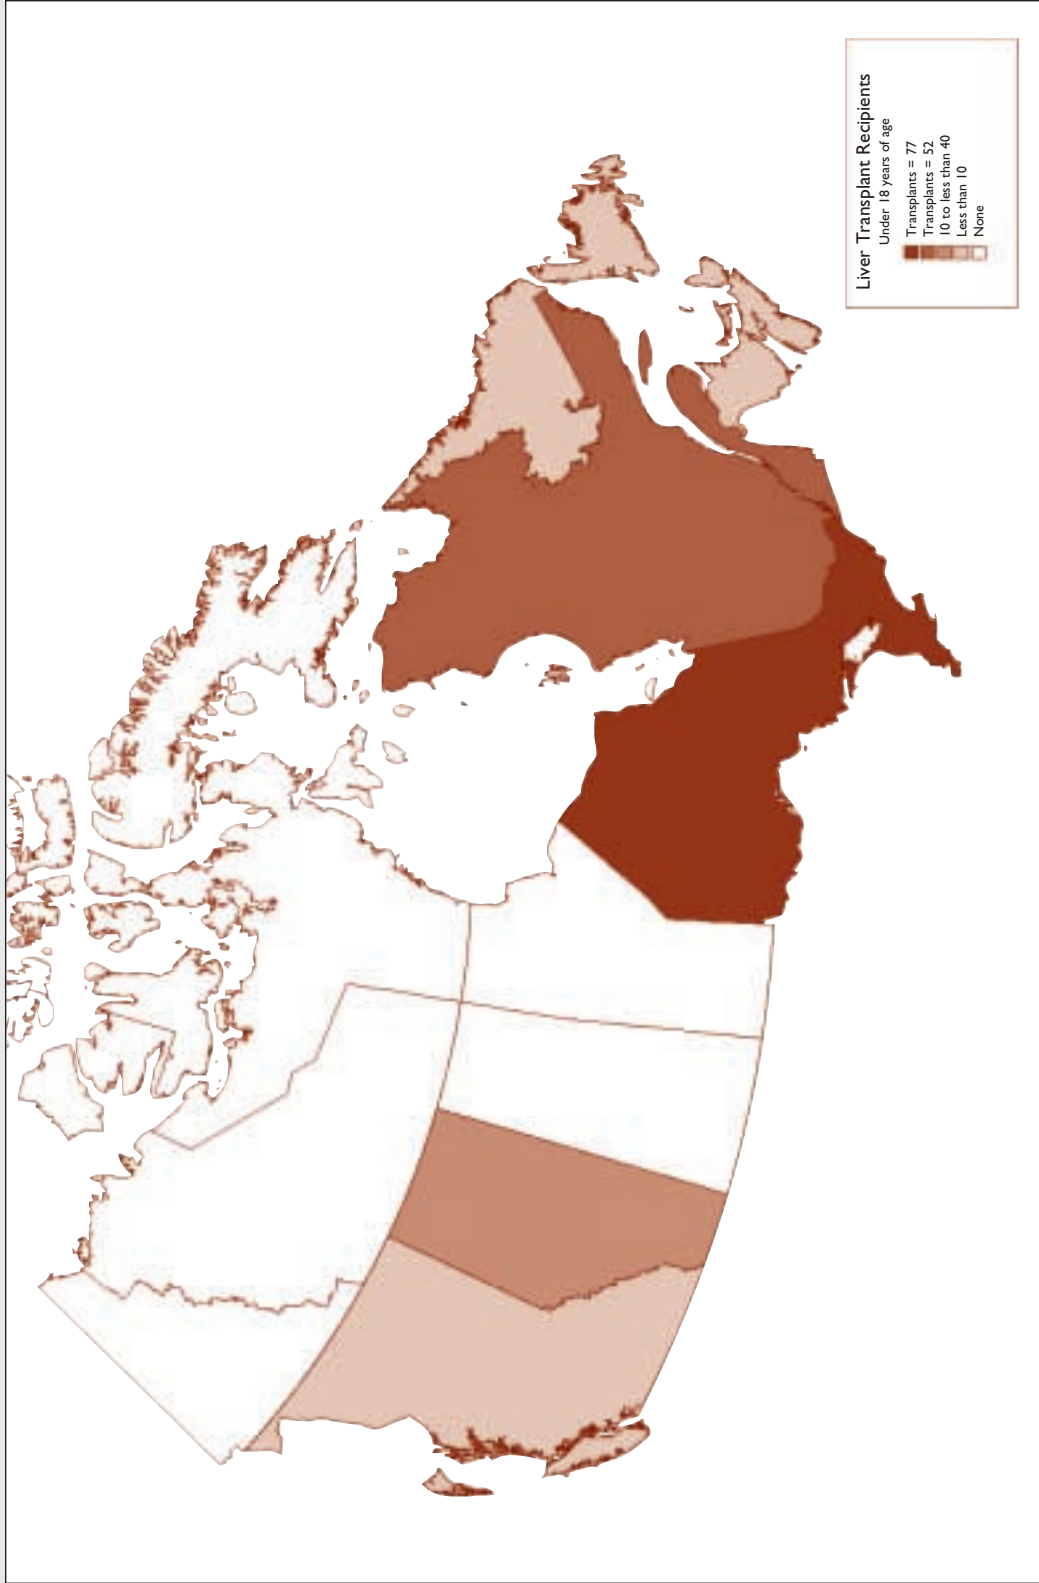 Liver Transplant Recipients
Under 18 years of age
Transplants = 77
Transplants = 52
10 to less than 40
Less than 10
None